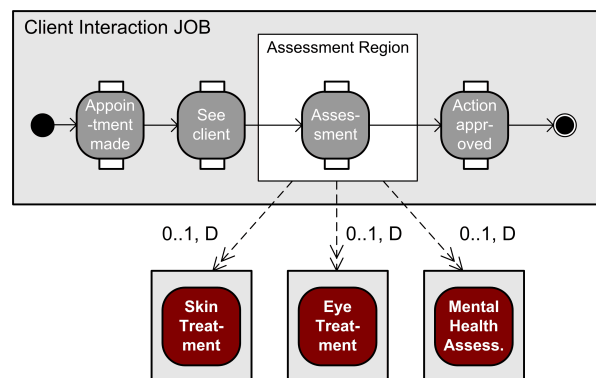 Client Interaction JOB
Assessment Region
Appoin
-tment
made
See
client
Asses-
sment
Action
appr-
oved
0..1, D
0..1, D
0..1, D
Skin
Treat-
ment
Eye
Treat-
ment
Mental
Health
Assess.